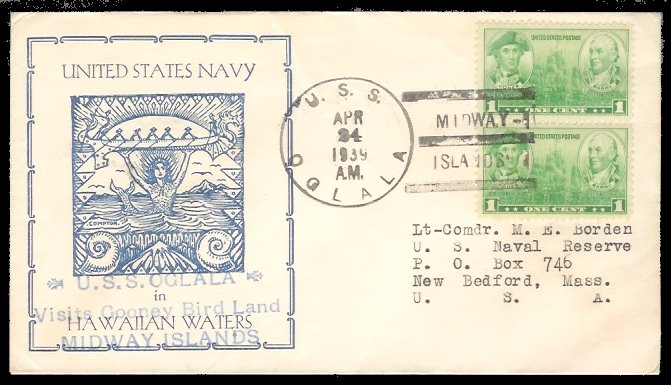 UNITED STATES NAVY
COMPTON
U.S.S. OGLALA
in
Visits Gooney Bird Land
HAWAIIAN WATERS
MIDWAY ISLANDS
U. S. S.
OGLALA
APR
24
1939
A.M.
MIDWAY-
ISLANDS
UNITED STATES POSTAGE
1 ONE CENT 1
UNITED STATES POSTAGE
BARRY
1 ONE CENT 1
Lt-Comdr. M. E. Borden
U. S. Naval Reserve
P. O. Box 746
New Bedford, Mass.
U. S. A.